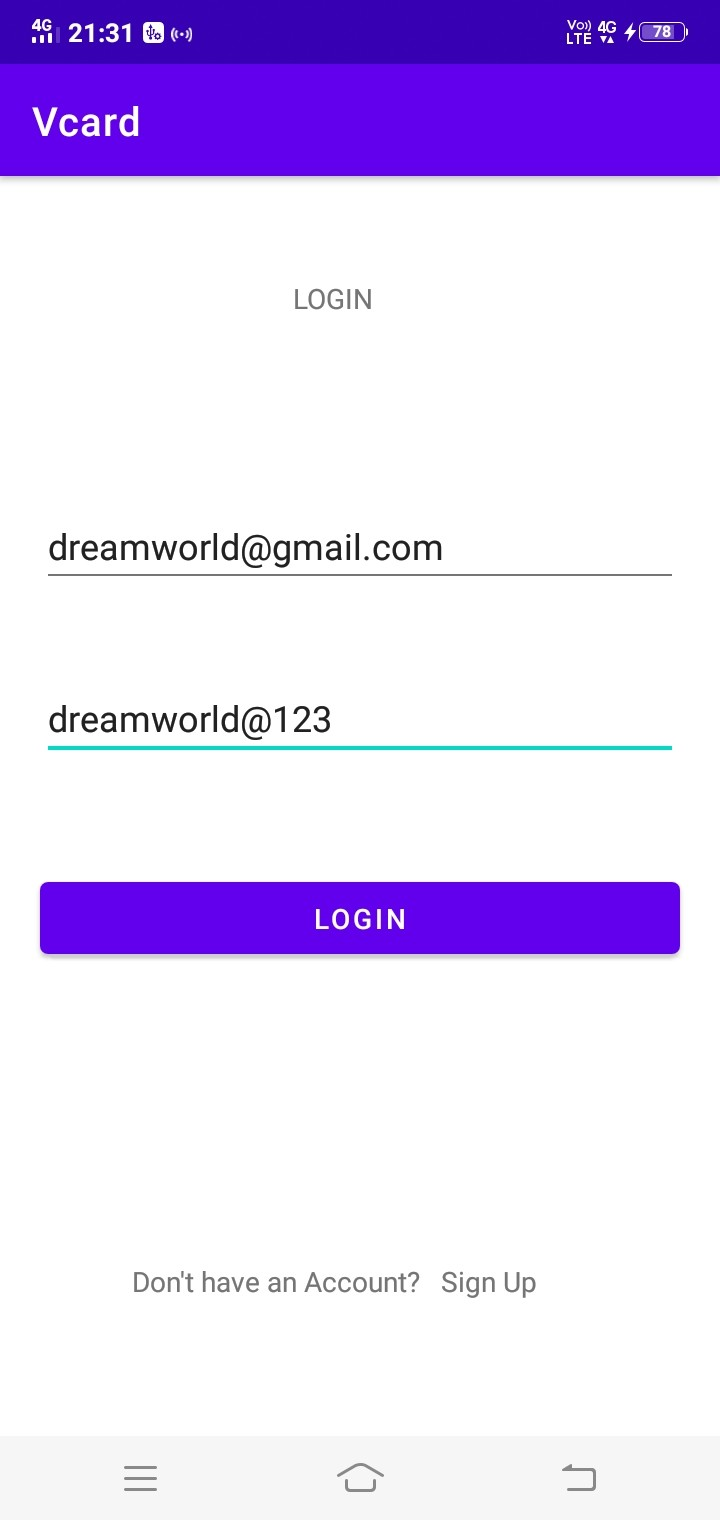 4G 21:31 Vo)) LTE 4G 78
Vcard
LOGIN
dreamworld@gmail.com
dreamworld@123
LOGIN
Don't have an Account? Sign Up